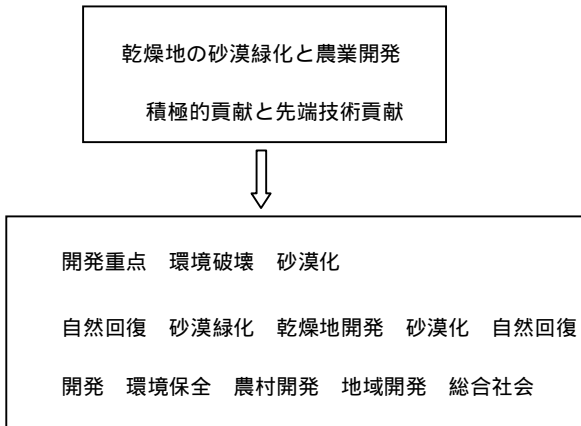 乾燥地の砂漠緑化と農業開発
積極的貢献と先端技術貢献
開発重点　環境破壊　砂漠化
自然回復　砂漠緑化　乾燥地開発　砂漠化　自然回復
開発　環境保全　農村開発　地域開発　総合社会